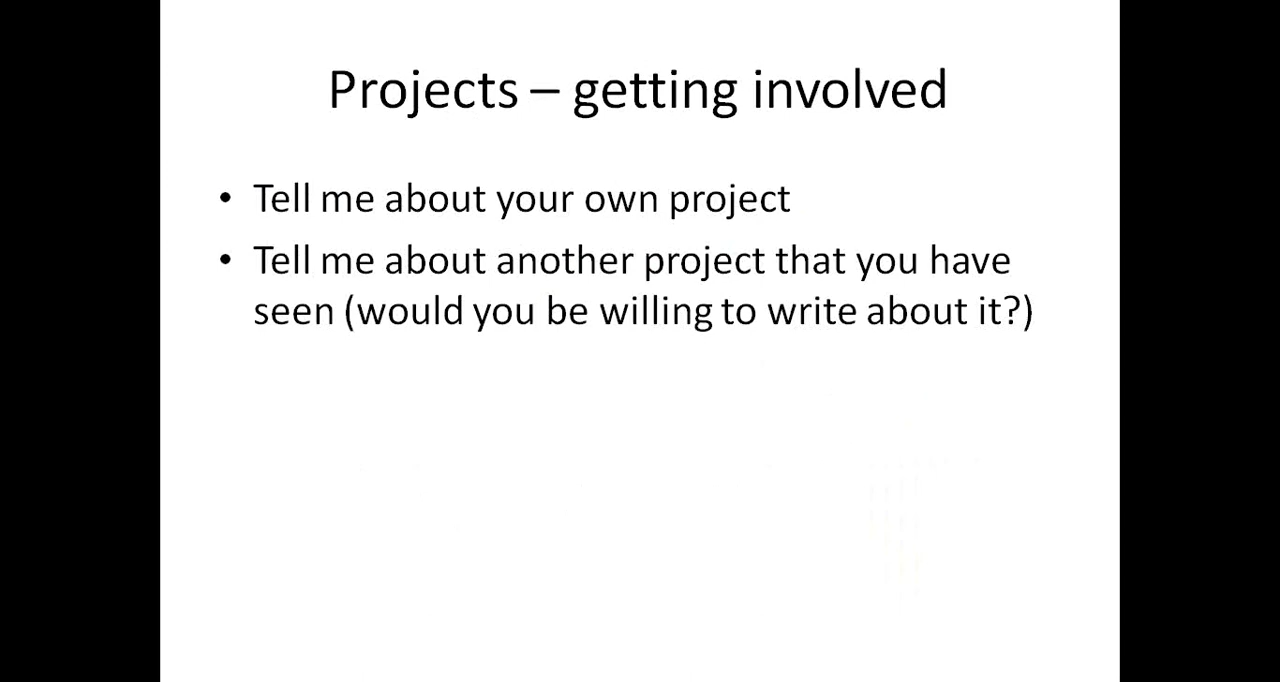 Projects – getting involved
• Tell me about your own project
• Tell me about another project that you have
seen (would you be willing to write about it?)